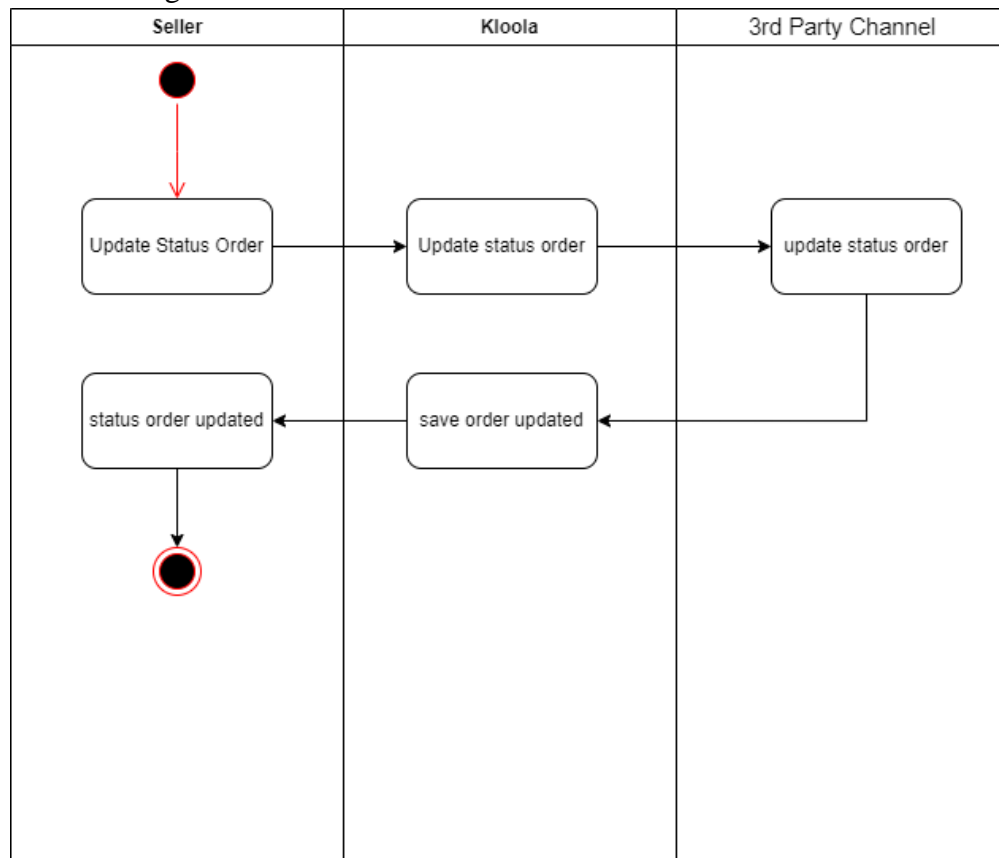 Seller
Kloola
3rd Party Channel
Update Status Order
Update status order
update status order
status order updated
save order updated